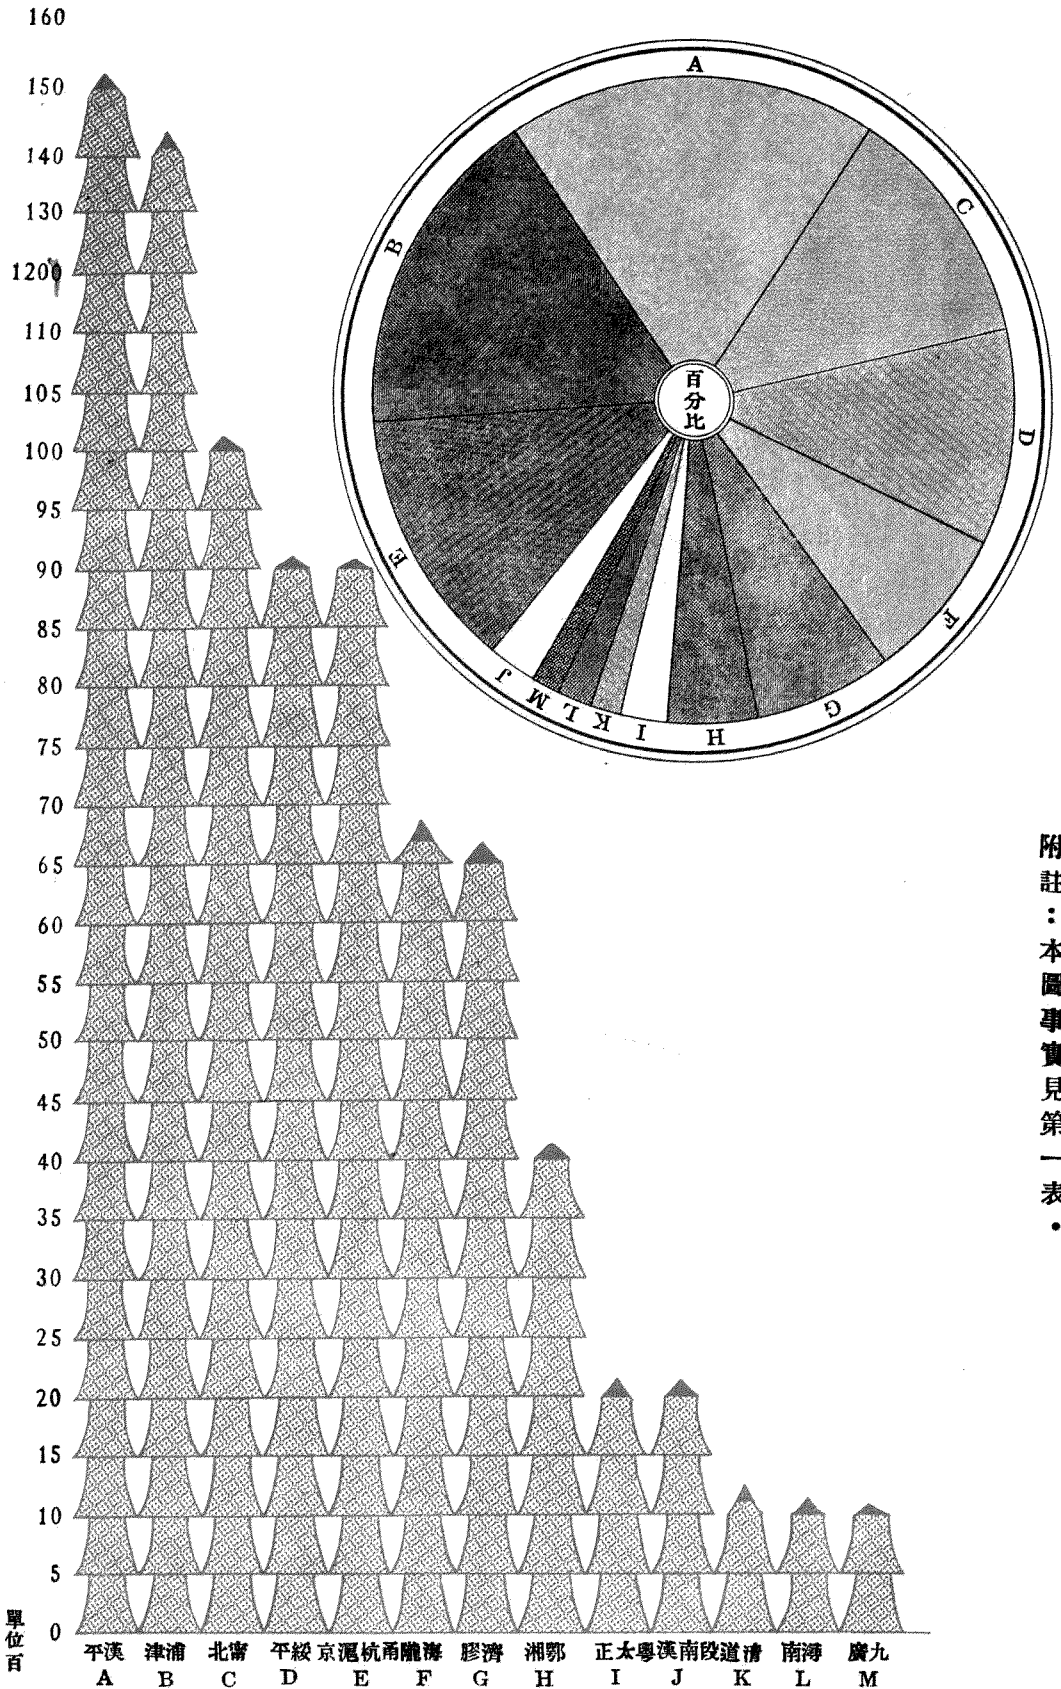 160
150
140
130
1200
110
105
100
95
90
85
80
75
70
65
60
55
50
45
40
35
30
25
20
15
10
5
0
單位百
A
C
D
F
G
H
I
K
L
M
J
E
B
百分比
附註：本圖事實見第一表．
平漢 津浦 北甯 平綏 京滬杭甬 隴海 膠濟 湘鄂 正太 粵漢南段 道清 南潯 廣九
A B C D E F G H I J K L M